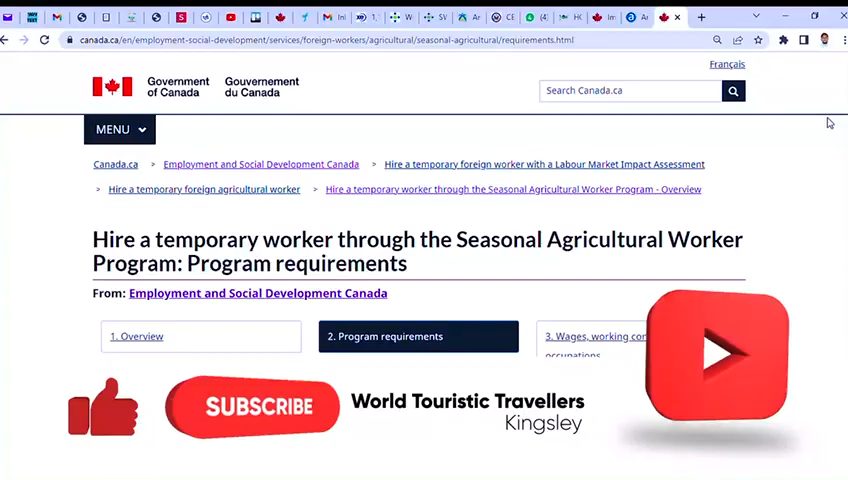 canada.ca/en/employment-social-development/services/foreign-workers/agricultural/seasonal-agricultural/requirements.html
Français
Government of Canada
Gouvernement du Canada
Search Canada.ca
MENU
Canada.ca > Employment and Social Development Canada > Hire a temporary foreign worker with a Labour Market Impact Assessment
> Hire a temporary foreign agricultural worker > Hire a temporary worker through the Seasonal Agricultural Worker Program - Overview
Hire a temporary worker through the Seasonal Agricultural Worker
Program: Program requirements
From: Employment and Social Development Canada
1. Overview
2. Program requirements
3. Wages, working
occupations
SUBSCRIBE
World Touristic Travellers
Kingsley